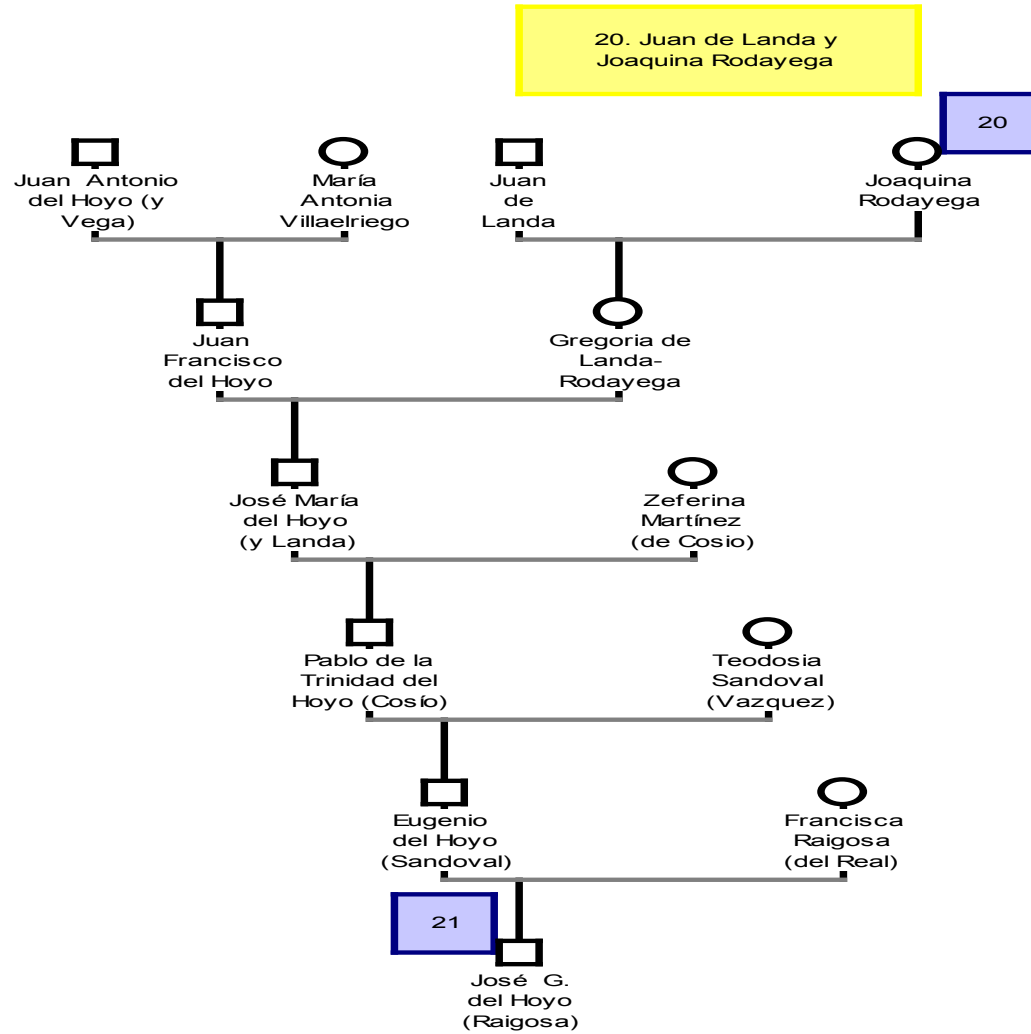 20. Juan de Landa y
Joaquina Rodayega
20
Juan Antonio
del Hoyo (y
Vega)
María
Antonia
Villaelriego
Juan
de
Landa
Joaquina
Rodayega
Juan
Francisco
del Hoyo
Gregoria de
Landa-
Rodayega
José María
del Hoyo
(y Landa)
Zeferina
Martínez
(de Cosio)
Pablo de la
Trinidad del
Hoyo (Cosío)
Teodosia
Sandoval
(Vazquez)
Eugenio
del Hoyo
(Sandoval)
Francisca
Raigosa
(del Real)
21
José G.
del Hoyo
(Raigosa)